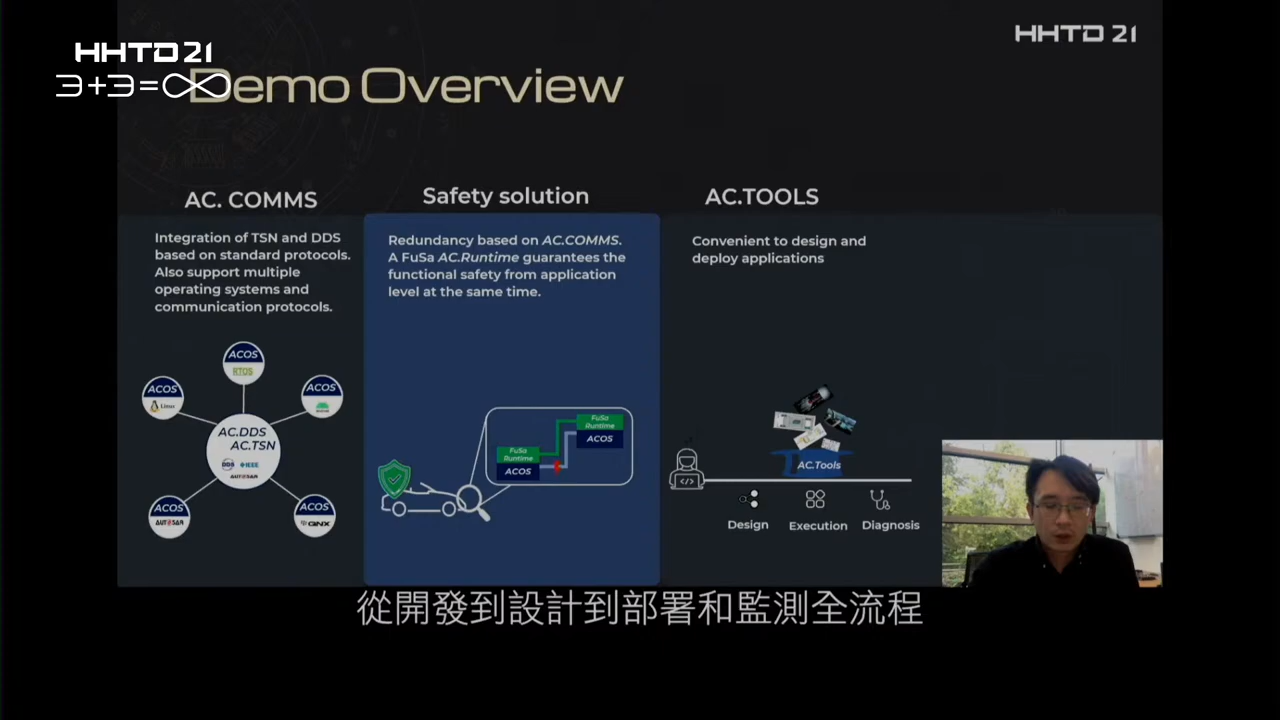 HHTD 21
HHTD 21
3+3=∞
Demo Overview
AC. COMMS
Integration of TSN and DDS
based on standard protocols.
Also support multiple
operating systems and
communication protocols.
ACOS
RTOS
ACOS
Linux
ACOS
AC.DDS
AC.TSN
DDS
IEEE
AUTOSAR
ACOS
AUTOSAR
ACOS
QNX
Safety solution
Redundancy based on AC.COMMS.
A FuSa AC.Runtime guarantees the
functional safety from application
level at the same time.
FuSa
Runtime
ACOS
FuSa
Runtime
ACOS
AC.TOOLS
Convenient to design and
deploy applications
AC.Tools
Design
Execution
Diagnosis
從開發到設計到部署和監測全流程